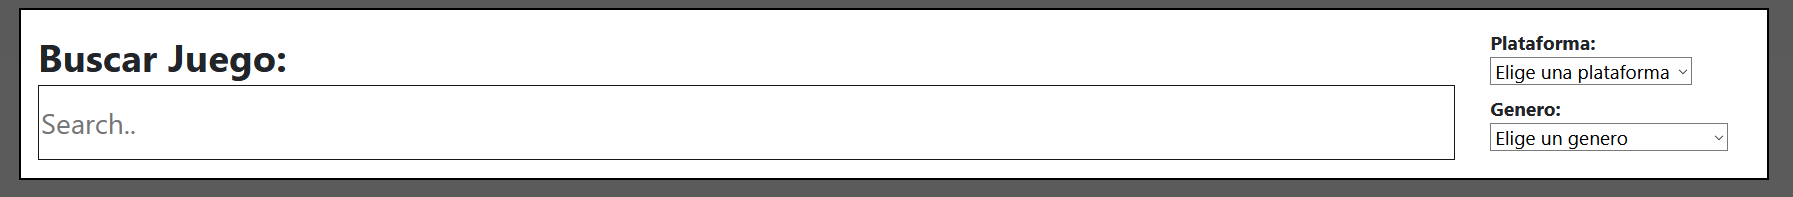 Buscar Juego:
Search..
Plataforma:
Elige una plataforma
Genero:
Elige un genero